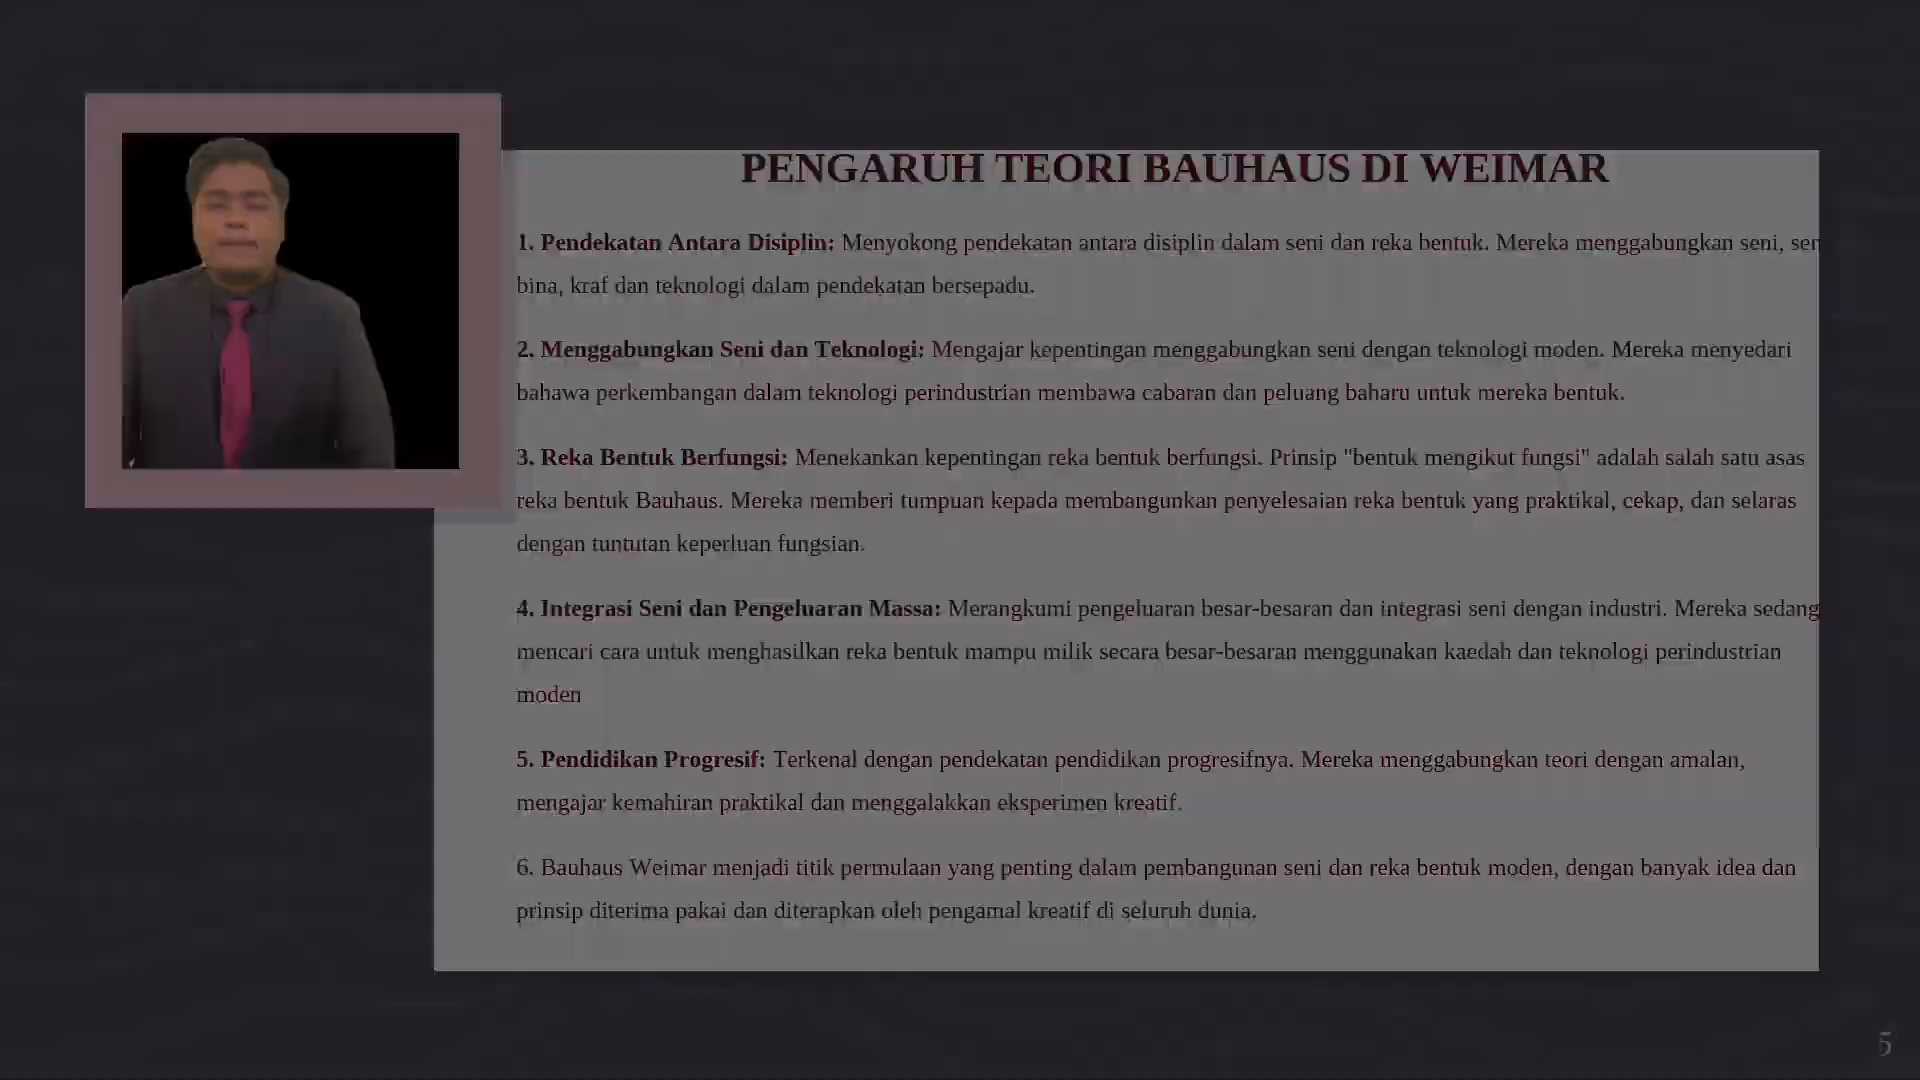 PENGARUH TEORI BAUHAUS DI WEIMAR
1. Pendekatan Antara Disiplin: Menyokong pendekatan antara disiplin dalam seni dan reka bentuk. Mereka menggabungkan seni,
bina, kraf dan teknologi dalam pendekatan bersepadu.
2. Menggabungkan Seni dan Teknologi: Mengajar kepentingan menggabungkan seni dengan teknologi moden. Mereka menyedari
bahawa perkembangan dalam teknologi perindustrian membawa cabaran dan peluang baharu untuk mereka bentuk.
3. Reka Bentuk Berfungsi: Menekankan kepentingan reka bentuk berfungsi. Prinsip "bentuk mengikut fungsi" adalah salah satu asas
reka bentuk Bauhaus. Mereka memberi tumpuan kepada membangunkan penyelesaian reka bentuk yang praktikal, cekap, dan selaras
dengan tuntutan keperluan fungsian.
4. Integrasi Seni dan Pengeluaran Massa: Merangkumi pengeluaran besar-besaran dan integrasi seni dengan industri. Mereka sedang
mencari cara untuk menghasilkan reka bentuk mampu milik secara besar-besaran menggunakan kaedah dan teknologi perindustrian
moden
5. Pendidikan Progresif: Terkenal dengan pendekatan pendidikan progresifnya. Mereka menggabungkan teori dengan amalan,
mengajar kemahiran praktikal dan menggalakkan eksperimen kreatif.
6. Bauhaus Weimar menjadi titik permulaan yang penting dalam pembangunan seni dan reka bentuk moden, dengan banyak idea dan
prinsip diterima pakai dan diterapkan oleh pengamal kreatif di seluruh dunia.
5